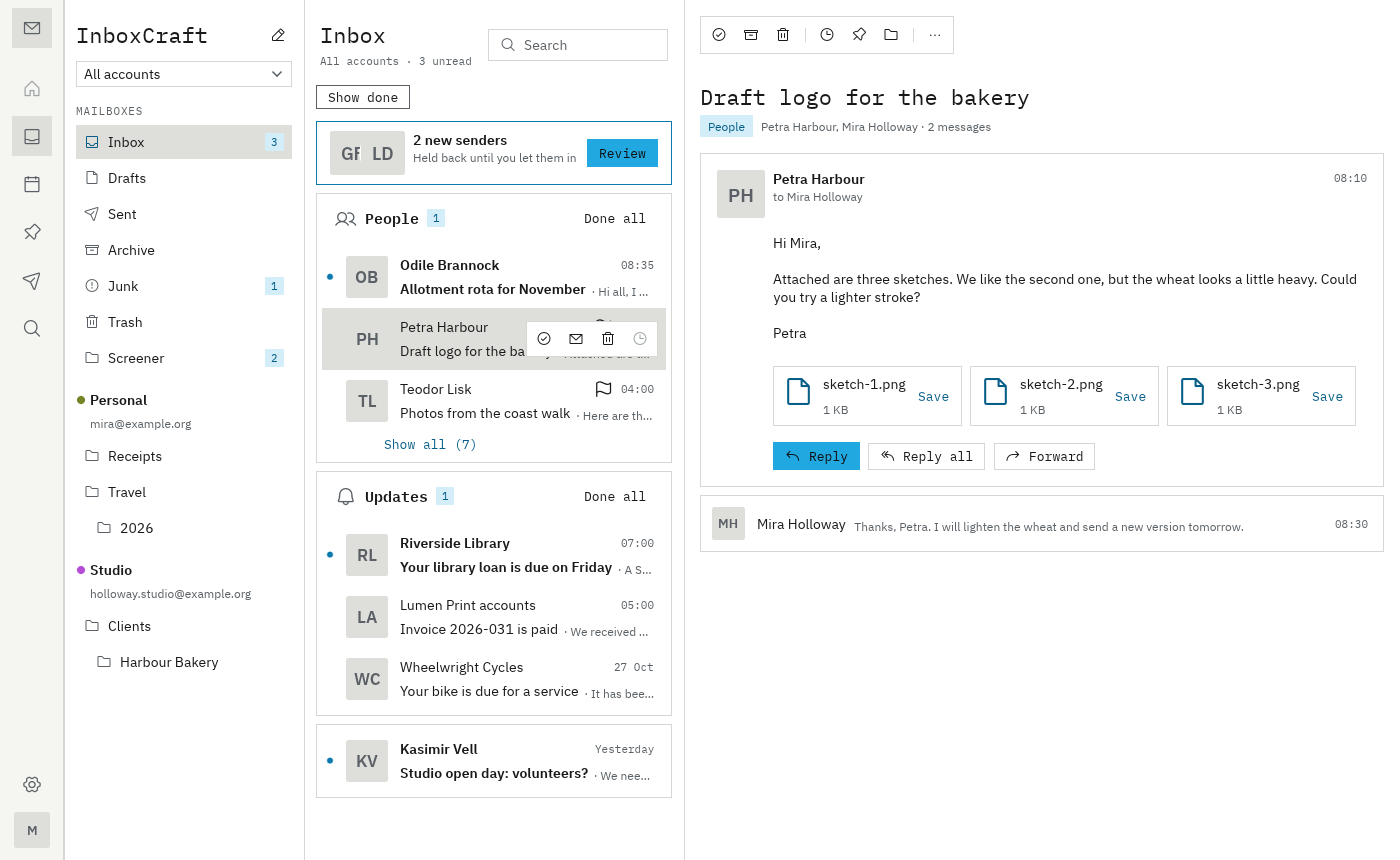 InboxCraft
All accounts
MAILBOXES
Inbox 3
Drafts
Sent
Archive
Junk 1
Trash
Screener 2
Personal
mira@example.org
Receipts
Travel
2026
Studio
holloway.studio@example.org
Clients
Harbour Bakery
M
Inbox
All accounts · 3 unread
Search
Show done
LD
2 new senders
Held back until you let them in
Review
People 1
Done all
OB
Odile Brannock
08:35
Allotment rota for November · Hi all, I ...
PH
Petra Harbour
Draft logo for the
TL
Teodor Lisk
04:00
Photos from the coast walk · Here are th...
Show all (7)
Updates 1
Done all
RL
Riverside Library
07:00
Your library loan is due on Friday · A S...
LA
Lumen Print accounts
05:00
Invoice 2026-031 is paid · We received ...
WC
Wheelwright Cycles
27 Oct
Your bike is due for a service · It has bee...
KV
Kasimir Vell
Yesterday
Studio open day: volunteers? · We nee...
Draft logo for the bakery
People
Petra Harbour, Mira Holloway · 2 messages
PH
Petra Harbour
08:10
to Mira Holloway
Hi Mira,
Attached are three sketches. We like the second one, but the wheat looks a little heavy. Could
you try a lighter stroke?
Petra
sketch-1.png
1 KB
Save
sketch-2.png
1 KB
Save
sketch-3.png
1 KB
Save
Reply
Reply all
Forward
MH
Mira Holloway
Thanks, Petra. I will lighten the wheat and send a new version tomorrow.
08:30